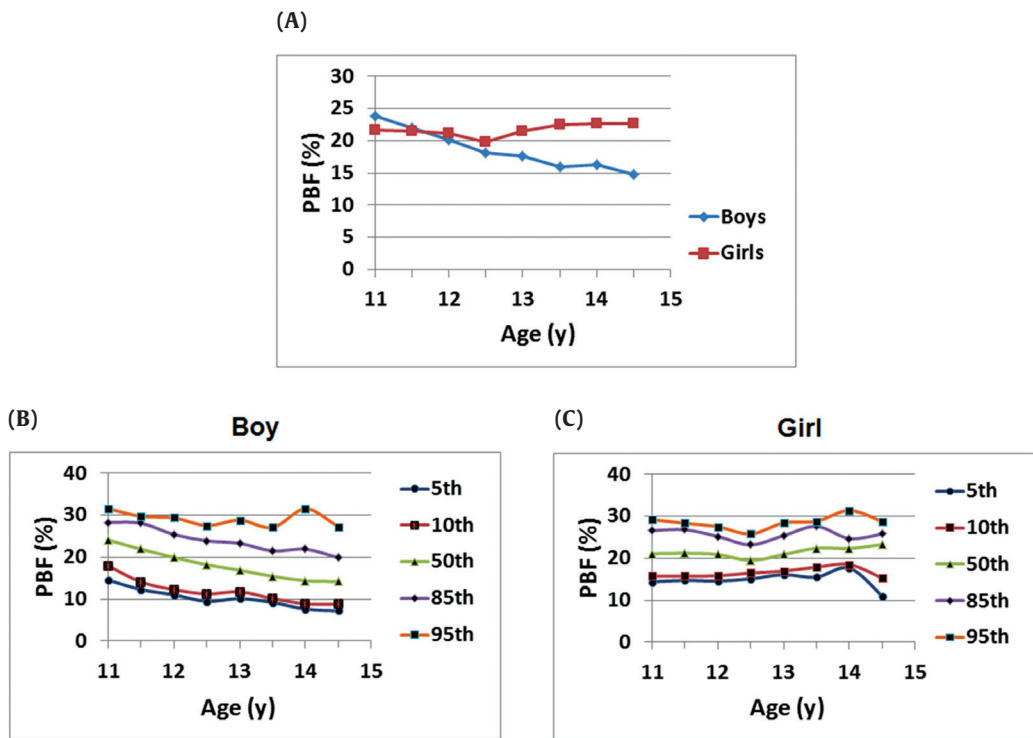 (A)
30
25
20
15
10
5
0
PBF (%)
11 12 13 14 15
Age (y)
Boys
Girls
(B)
Boy
40
30
20
10
0
PBF (%)
11 12 13 14 15
Age (y)
5th
10th
50th
85th
95th
(C)
Girl
40
30
20
10
0
PBF (%)
11 12 13 14 15
Age (y)
5th
10th
50th
85th
95th